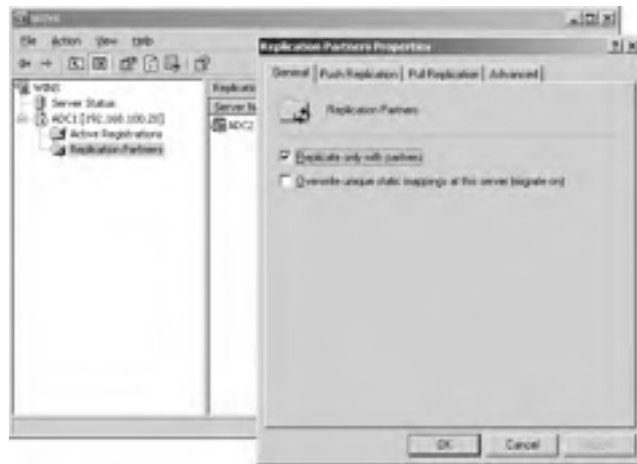 WINS
File Action View Help
WINS
Server Status
ADC1 [192.168.100.20]
Active Registrations
Replication Partners
Replicati
Server N
ADC2
Replication Partners Properties
General Push Replication Pull Replication Advanced
Replication Partners
Replicate only with partners
Overwrite unique static mappings at this server (migrate on)
OK Cancel Apply